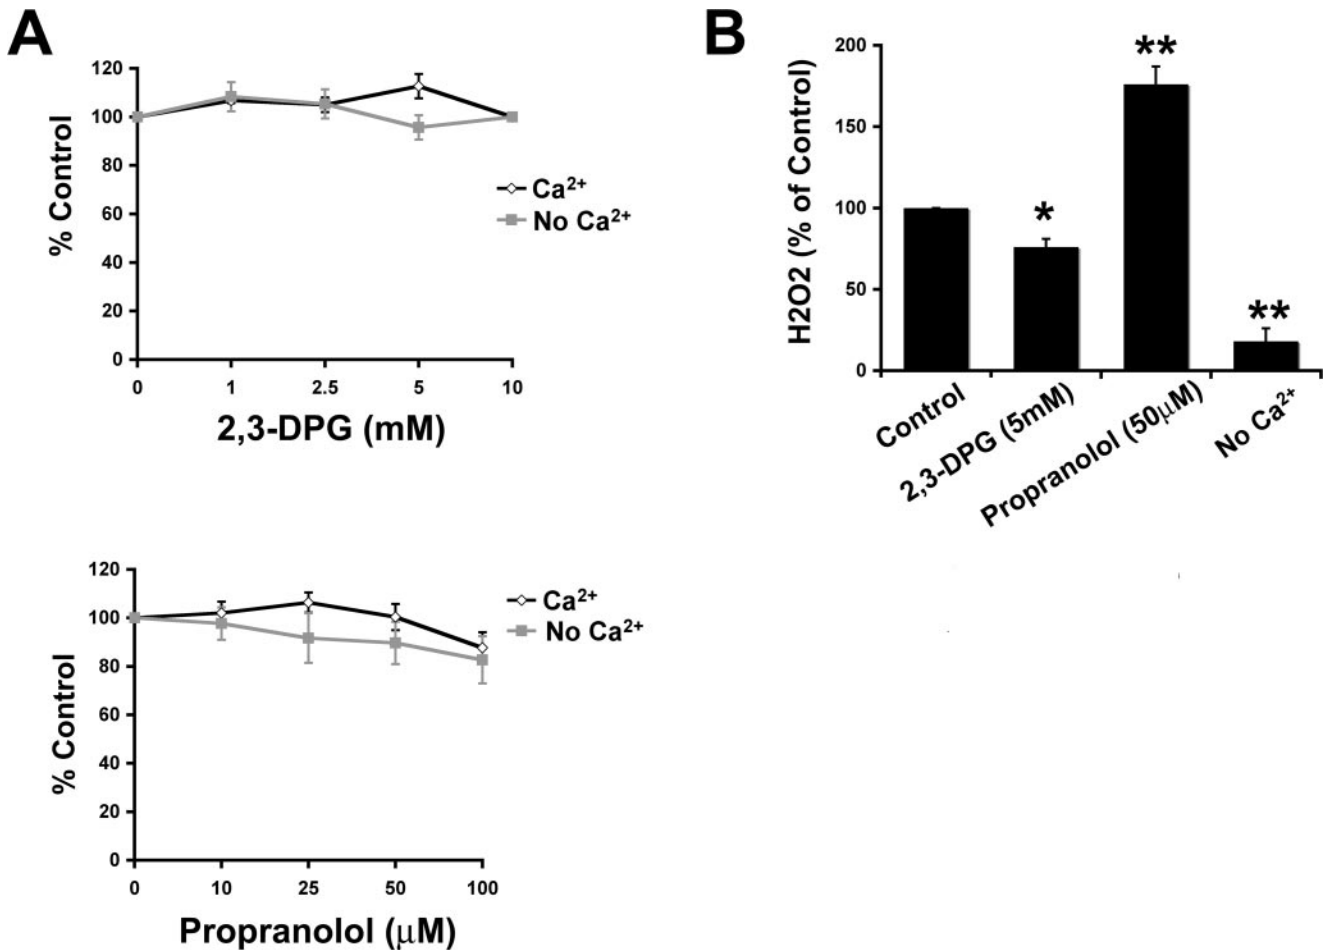 A
120
100
80
60
40
20
0
% Control
0 1 2.5 5 10
2,3-DPG (mM)
Ca²⁺
No Ca²⁺
B
200
150
100
50
0
H2O2 (% of Control)
*
**
**
Control
2,3-DPG (5mM)
Propranolol (50μM)
No Ca²⁺
120
100
80
60
40
20
0
% Control
0 10 25 50 100
Propranolol (μM)
Ca²⁺
No Ca²⁺